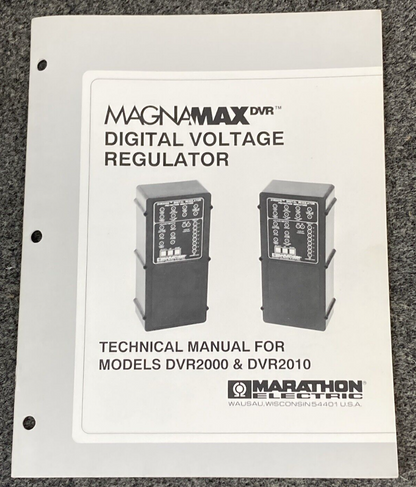 MAGNAMAX DVR™
DIGITAL VOLTAGE
REGULATOR
TECHNICAL MANUAL FOR
MODELS DVR2000 & DVR2010
MARATHON®
ELECTRIC
WAUSAU, WISCONSIN 54401 U.S.A.